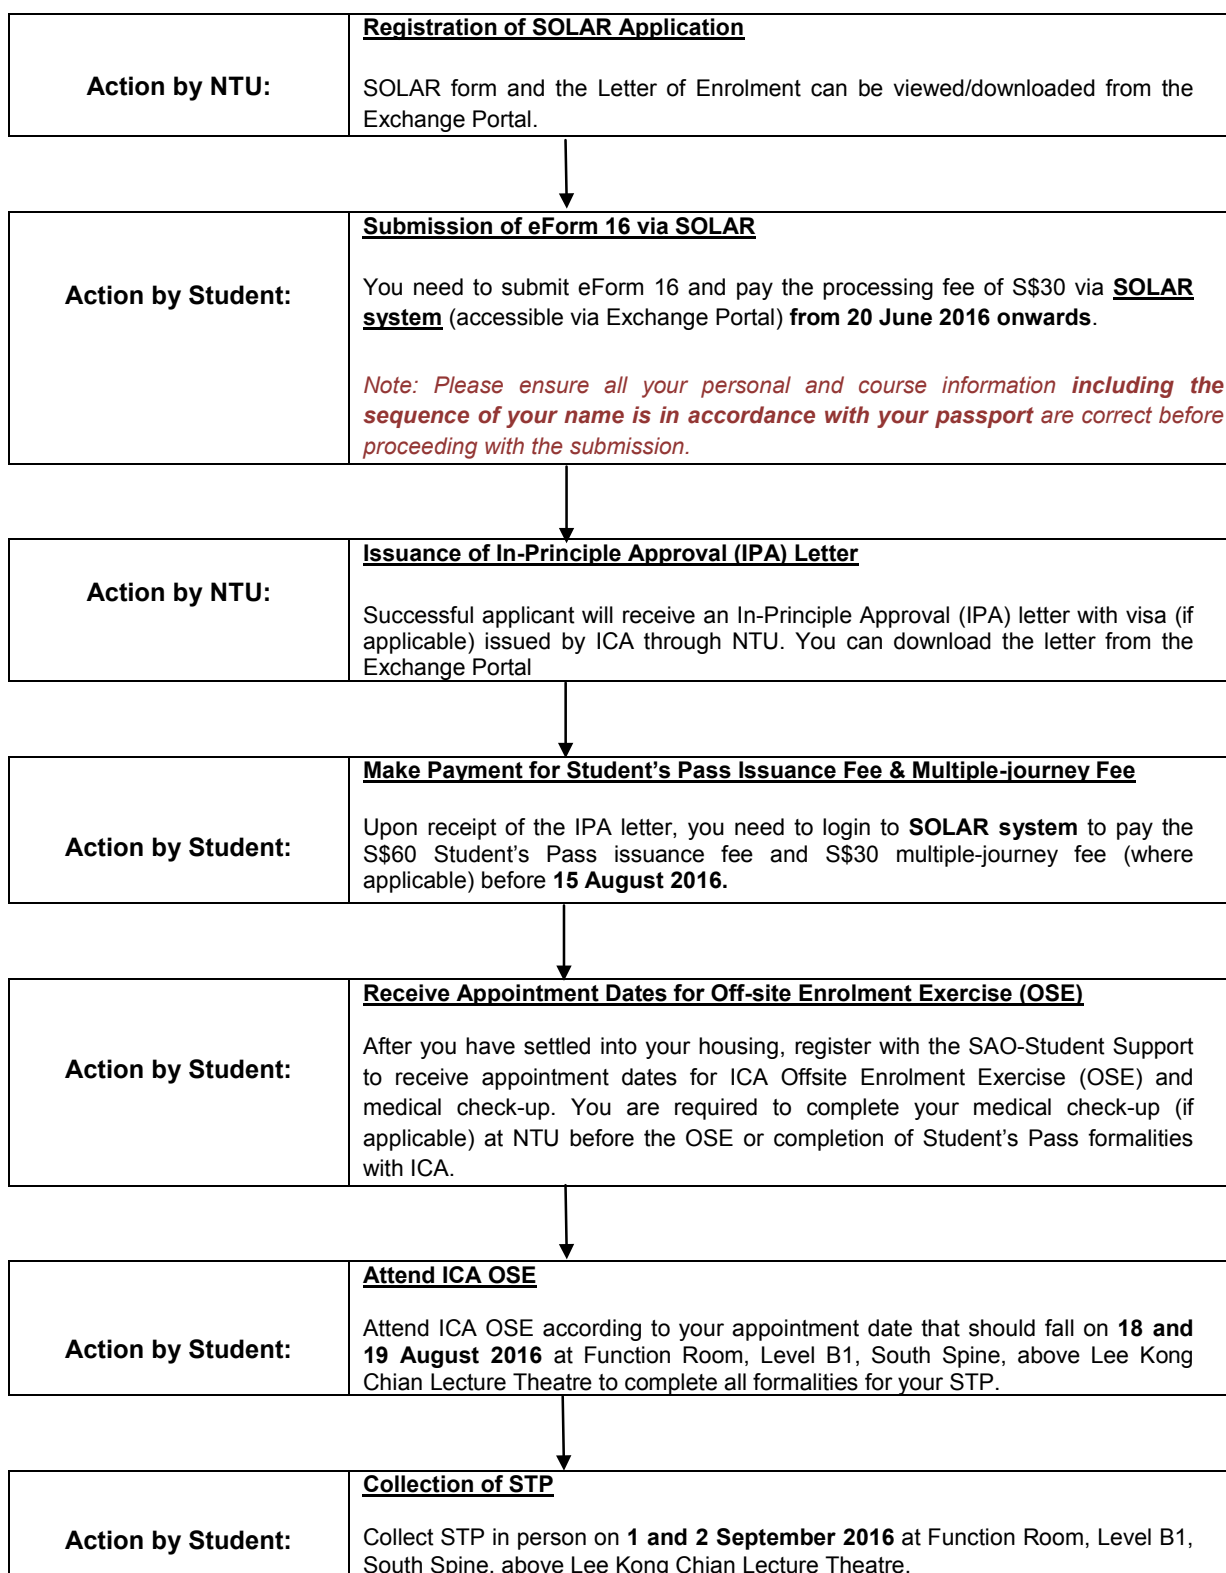 Registration of SOLAR Application
Action by NTU:
SOLAR form and the Letter of Enrolment can be viewed/downloaded from the
Exchange Portal.
Submission of eForm 16 via SOLAR
Action by Student:
You need to submit eForm 16 and pay the processing fee of S$30 via SOLAR
system (accessible via Exchange Portal) from 20 June 2016 onwards.
Note: Please ensure all your personal and course information including the
sequence of your name is in accordance with your passport are correct before
proceeding with the submission.
Issuance of In-Principle Approval (IPA) Letter
Action by NTU:
Successful applicant will receive an In-Principle Approval (IPA) letter with visa (if
applicable) issued by ICA through NTU. You can download the letter from the
Exchange Portal
Make Payment for Student's Pass Issuance Fee & Multiple-journey Fee
Action by Student:
Upon receipt of the IPA letter, you need to login to SOLAR system to pay the
S$60 Student's Pass issuance fee and S$30 multiple-journey fee (where
applicable) before 15 August 2016.
Receive Appointment Dates for Off-site Enrolment Exercise (OSE)
Action by Student:
After you have settled into your housing, register with the SAO-Student Support
to receive appointment dates for ICA Offsite Enrolment Exercise (OSE) and
medical check-up. You are required to complete your medical check-up (if
applicable) at NTU before the OSE or completion of Student's Pass formalities
with ICA.
Attend ICA OSE
Action by Student:
Attend ICA OSE according to your appointment date that should fall on 18 and
19 August 2016 at Function Room, Level B1, South Spine, above Lee Kong
Chian Lecture Theatre to complete all formalities for your STP.
Collection of STP
Action by Student:
Collect STP in person on 1 and 2 September 2016 at Function Room, Level B1,
South Spine, above Lee Kong Chian Lecture Theatre.